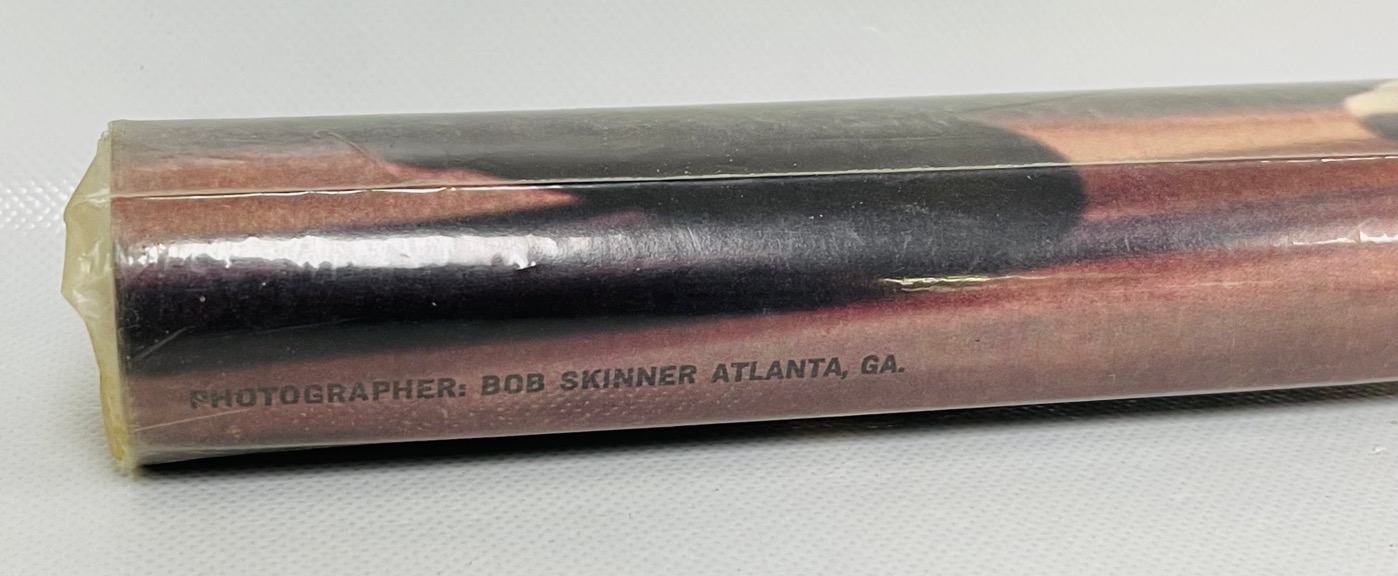 PHOTOGRAPHER: BOB SKINNER ATLANTA, GA.